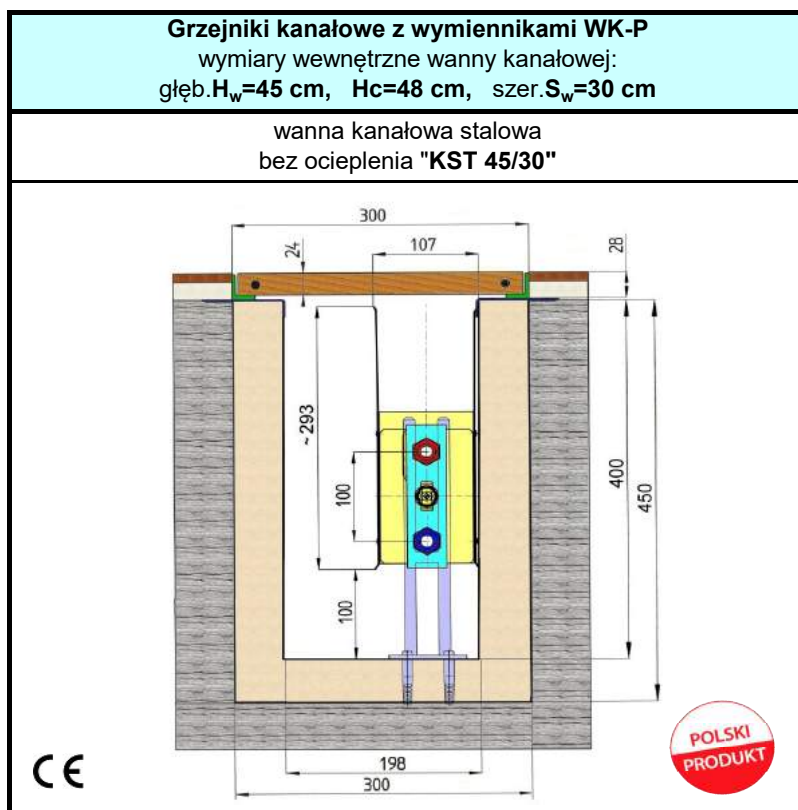 Grzejniki kanałowe z wymiennikami WK-P
wymiary wewnętrzne wanny kanałowej:
głęb.Hw=45 cm, Hc=48 cm, szer.Sw=30 cm
wanna kanałowa stalowa
bez ocieplenia "KST 45/30"
300
107
24
28
~293
100
400
450
100
198
300
CE
POLSKI
PRODUKT